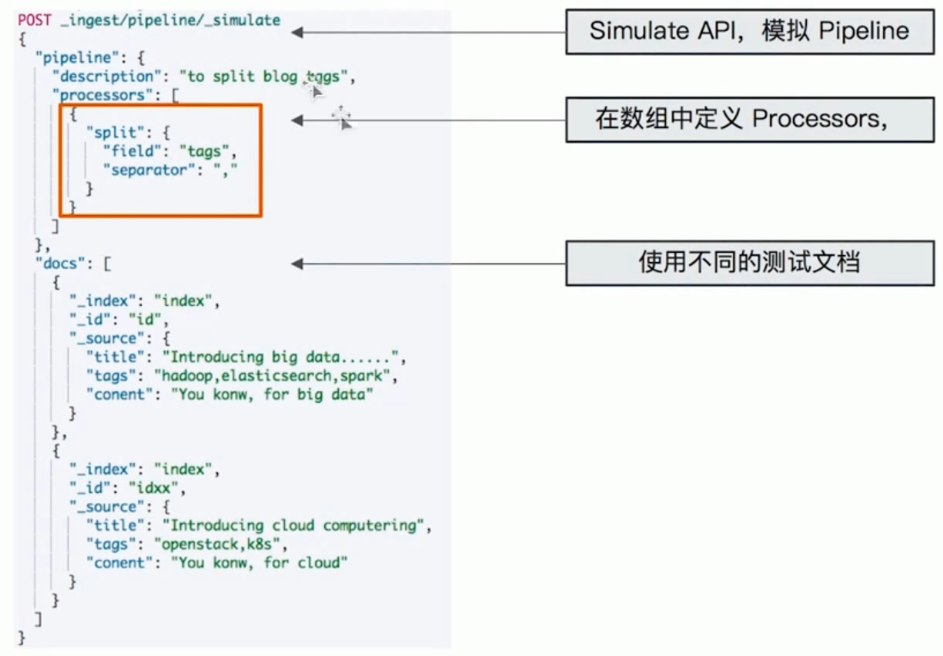 POST _ingest/pipeline/_simulate
{
"pipeline": {
"description": "to split blog tags",
"processors": [
{
"split": {
"field": "tags",
"separator": ","
}
}
]
},
"docs": [
{
"_index": "index",
"_id": "id",
"_source": {
"title": "Introducing big data......",
"tags": "hadoop,elasticsearch,spark",
"conent": "You konw, for big data"
}
},
{
"_index": "index",
"_id": "idxx",
"_source": {
"title": "Introducing cloud computering",
"tags": "openstack,k8s",
"conent": "You konw, for cloud"
}
}
]
}
Simulate API，模拟 Pipeline
在数组中定义 Processors，
使用不同的测试文档